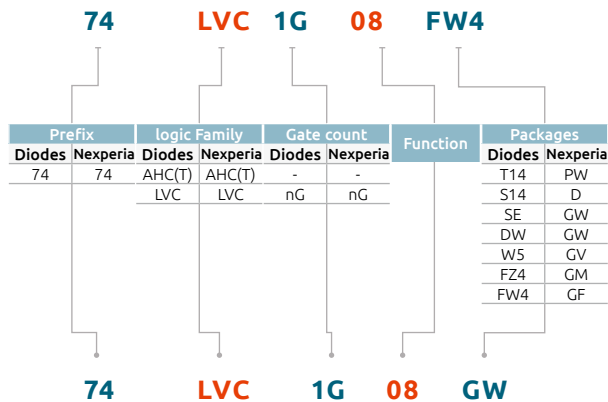 74 LVC 1G 08 FW4
Prefix logic Family Gate count Function Packages
Diodes Nexperia Diodes Nexperia Diodes Nexperia Diodes Nexperia
74 74 AHC(T) AHC(T) - - T14 PW
LVC LVC nG nG S14 D
SE GW
DW GW
W5 GV
FZ4 GM
FW4 GF
74 LVC 1G 08 GW